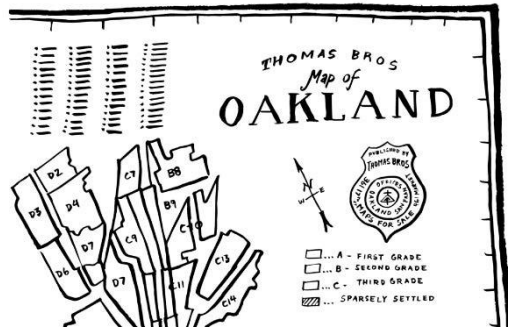 THOMAS BROS
Map of
OAKLAND
PUBLISHED BY
THOMAS BROS
OFFICES
OAKLAND
MAPS FOR SALE
N
W E
S
A - FIRST GRADE
B - SECOND GRADE
C - THIRD GRADE
SPARSELY SETTLED
D2
C7
B8
D3
D4
B9
C10
D7
C9
D6
D7
C11
C13
C14